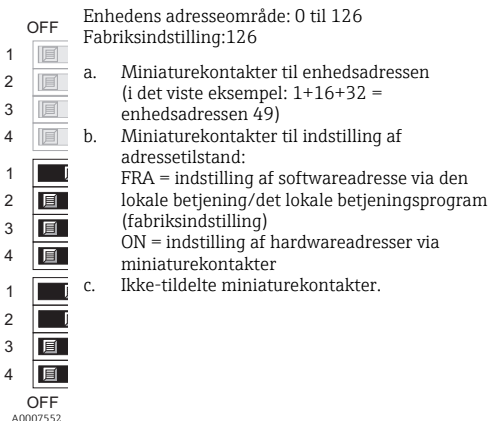 OFF
1
2
3
4
1
2
3
4
1
2
3
4
OFF
A0007552
Enhedens adresseområde: 0 til 126
Fabriksindstilling:126
a. Miniaturekontakter til enhedsadressen
(i det viste eksempel: 1+16+32 =
enhedsadressen 49)
b. Miniaturekontakter til indstilling af
adressetilstand:
FRA = indstilling af softwareadresse via den
lokale betjening/det lokale betjeningsprogram
(fabriksindstilling)
ON = indstilling af hardwareadresser via
miniaturekontakter
c. Ikke-tildelte miniaturekontakter.